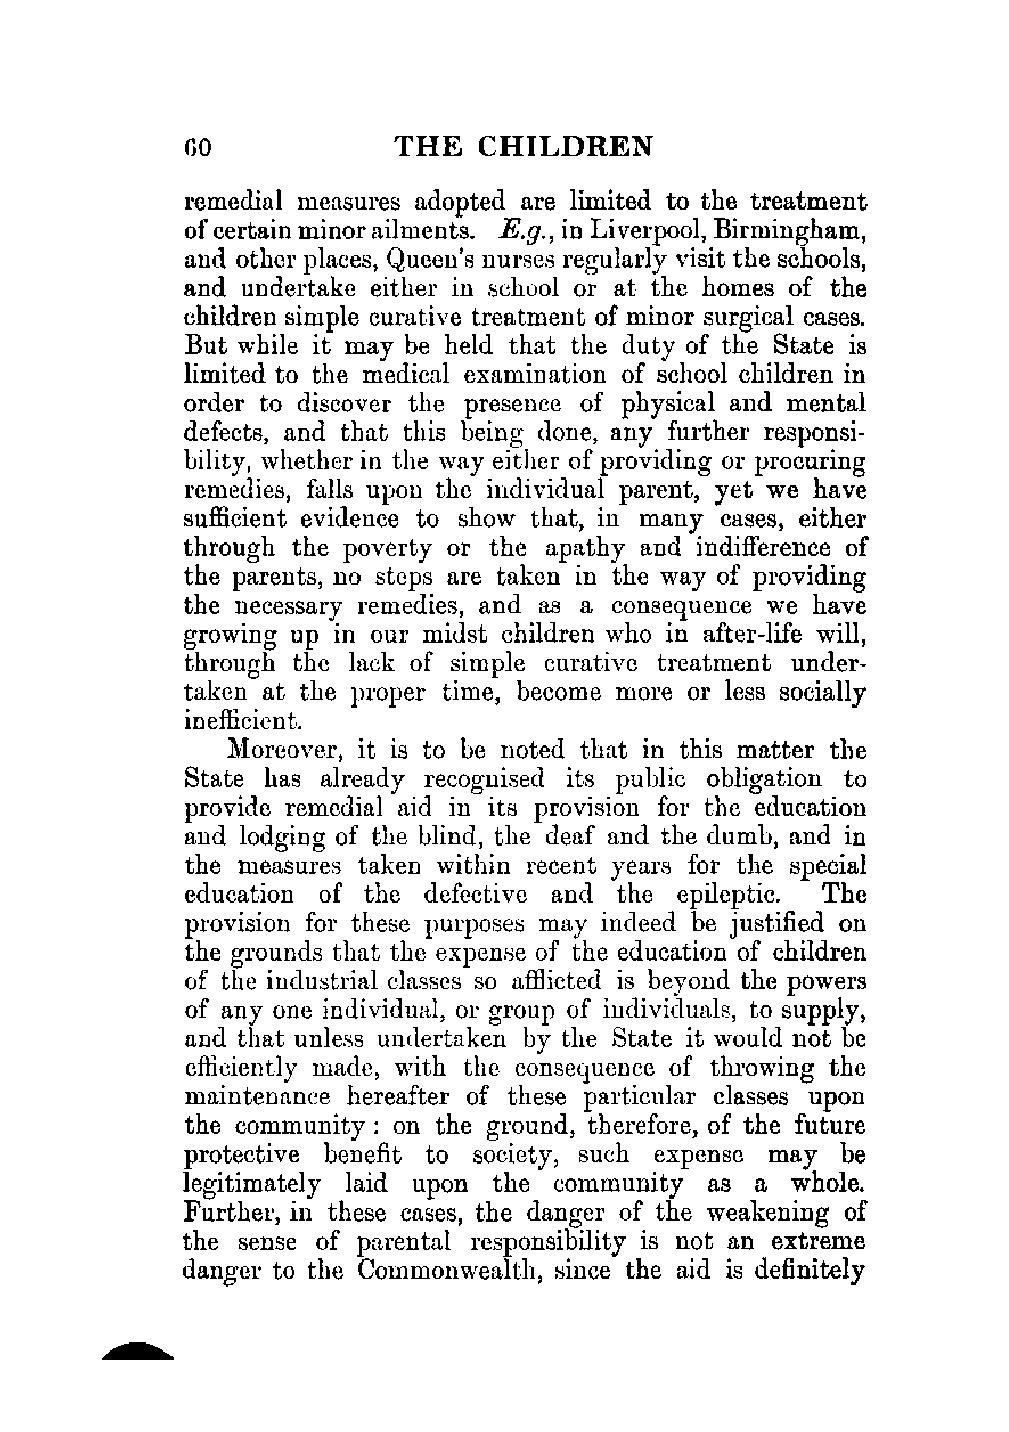 60 THE CHILDREN
remedial measures adopted are limited to the treatment
of certain minor ailments. E.g., in Liverpool, Birmingham,
and other places, Queen's nurses regularly visit the schools,
and undertake either in school or at the homes of the
children simple curative treatment of minor surgical cases.
But while it may be held that the duty of the State is
limited to the medical examination of school children in
order to discover the presence of physical and mental
defects, and that this being done, any further responsi-
bility, whether in the way either of providing or procuring
remedies, falls upon the individual parent, yet we have
sufficient evidence to show that, in many cases, either
through the poverty or the apathy and indifference of
the parents, no steps are taken in the way of providing
the necessary remedies, and as a consequence we have
growing up in our midst children who in after-life will,
through the lack of simple curative treatment under-
taken at the proper time, become more or less socially
inefficient.
Moreover, it is to be noted that in this matter the
State has already recognised its public obligation to
provide remedial aid in its provision for the education
and lodging of the blind, the deaf and the dumb, and in
the measures taken within recent years for the special
education of the defective and the epileptic. The
provision for these purposes may indeed be justified on
the grounds that the expense of the education of children
of the industrial classes so afflicted is beyond the powers
of any one individual, or group of individuals, to supply,
and that unless undertaken by the State it would not be
efficiently made, with the consequence of throwing the
maintenance hereafter of these particular classes upon
the community : on the ground, therefore, of the future
protective benefit to society, such expense may be
legitimately laid upon the community as a whole.
Further, in these cases, the danger of the weakening of
the sense of parental responsibility is not an extreme
danger to the Commonwealth, since the aid is definitely